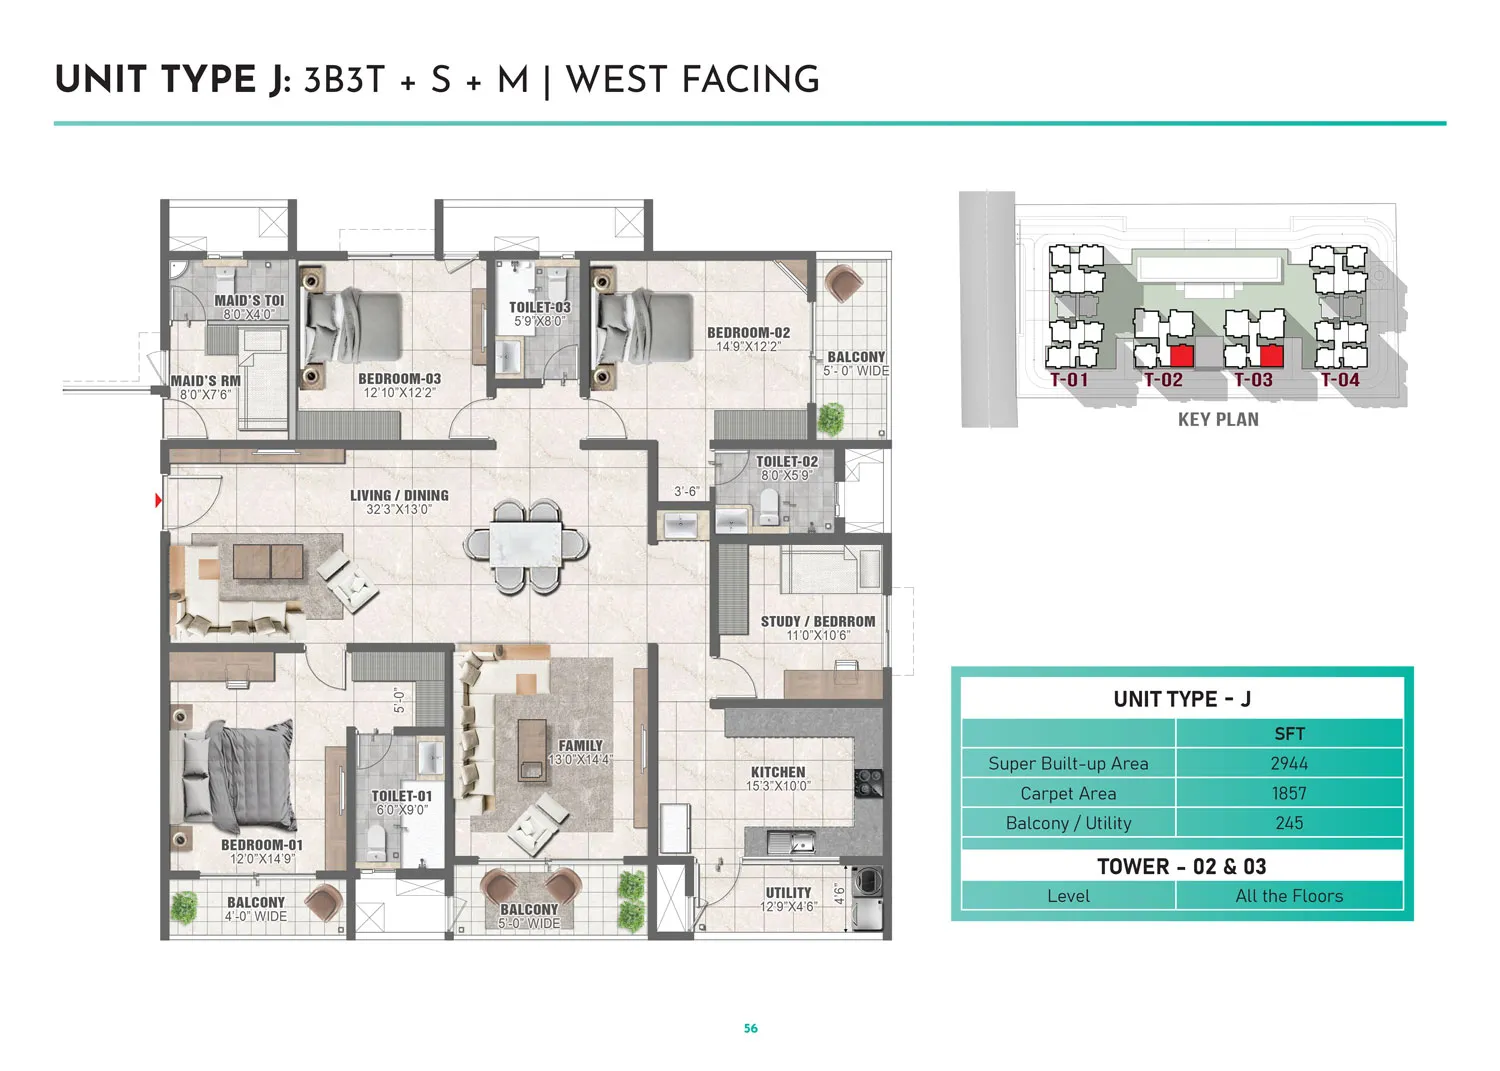 UNIT TYPE J: 3B3T + S + M | WEST FACING
MAID'S TOI
8'0"X4'0"
TOILET-03
5'9"X8'0"
BEDROOM-02
14'9"X12'2"
BALCONY
5'- 0" WIDE
MAID'S RM
8'0"X7'6"
BEDROOM-03
12'10"X12'2"
TOILET-02
8'0"X5'9"
3'-6"
LIVING / DINING
32'3"X13'0"
STUDY / BEDRROM
11'0"X10'6"
5'-0"
FAMILY
13'0"X14'4"
KITCHEN
15'3"X10'0"
TOILET-01
6'0"X9'0"
BEDROOM-01
12'0"X14'9"
BALCONY
4'-0" WIDE
BALCONY
5'-0" WIDE
UTILITY
12'9"X4'6"
4'6"
T-01
T-02
T-03
T-04
KEY PLAN
UNIT TYPE - J
SFT
Super Built-up Area 2944
Carpet Area 1857
Balcony / Utility 245
TOWER - 02 & 03
Level All the Floors
56